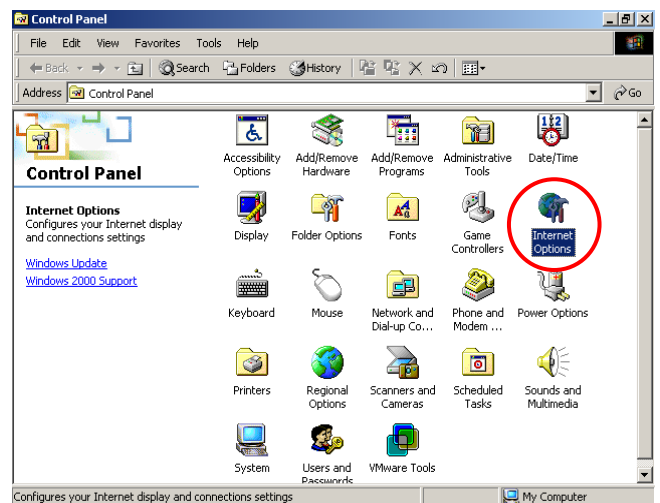 Control Panel
File Edit View Favorites Tools Help
Back Search Folders History
Address Control Panel Go
Control Panel
Internet Options
Configures your Internet display
and connections settings
Windows Update
Windows 2000 Support
Accessibility
Options
Add/Remove
Hardware
Add/Remove
Programs
Administrative
Tools
Date/Time
Display
Folder Options
Fonts
Game
Controllers
Internet
Options
Keyboard
Mouse
Network and
Dial-up Co...
Phone and
Modem ...
Power Options
Printers
Regional
Options
Scanners and
Cameras
Scheduled
Tasks
Sounds and
Multimedia
System
Users and
Passwords
VMware Tools
Configures your Internet display and connections settings
My Computer